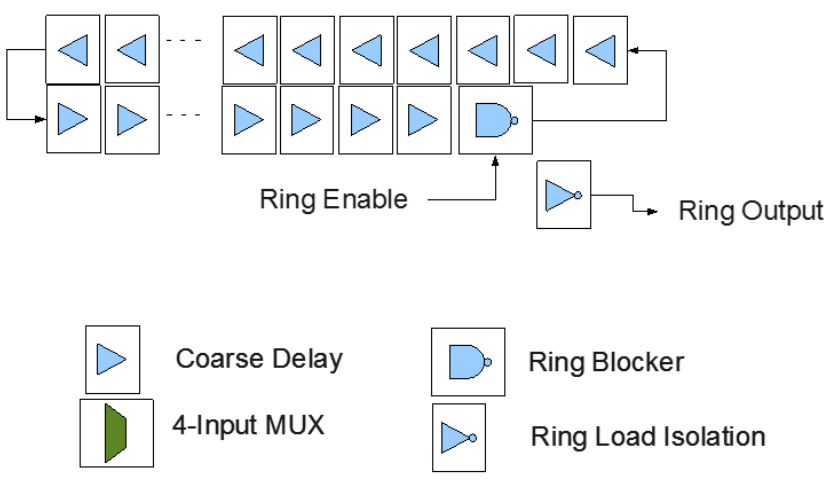 Ring Enable
Ring Output
Coarse Delay
Ring Blocker
4-Input MUX
Ring Load Isolation